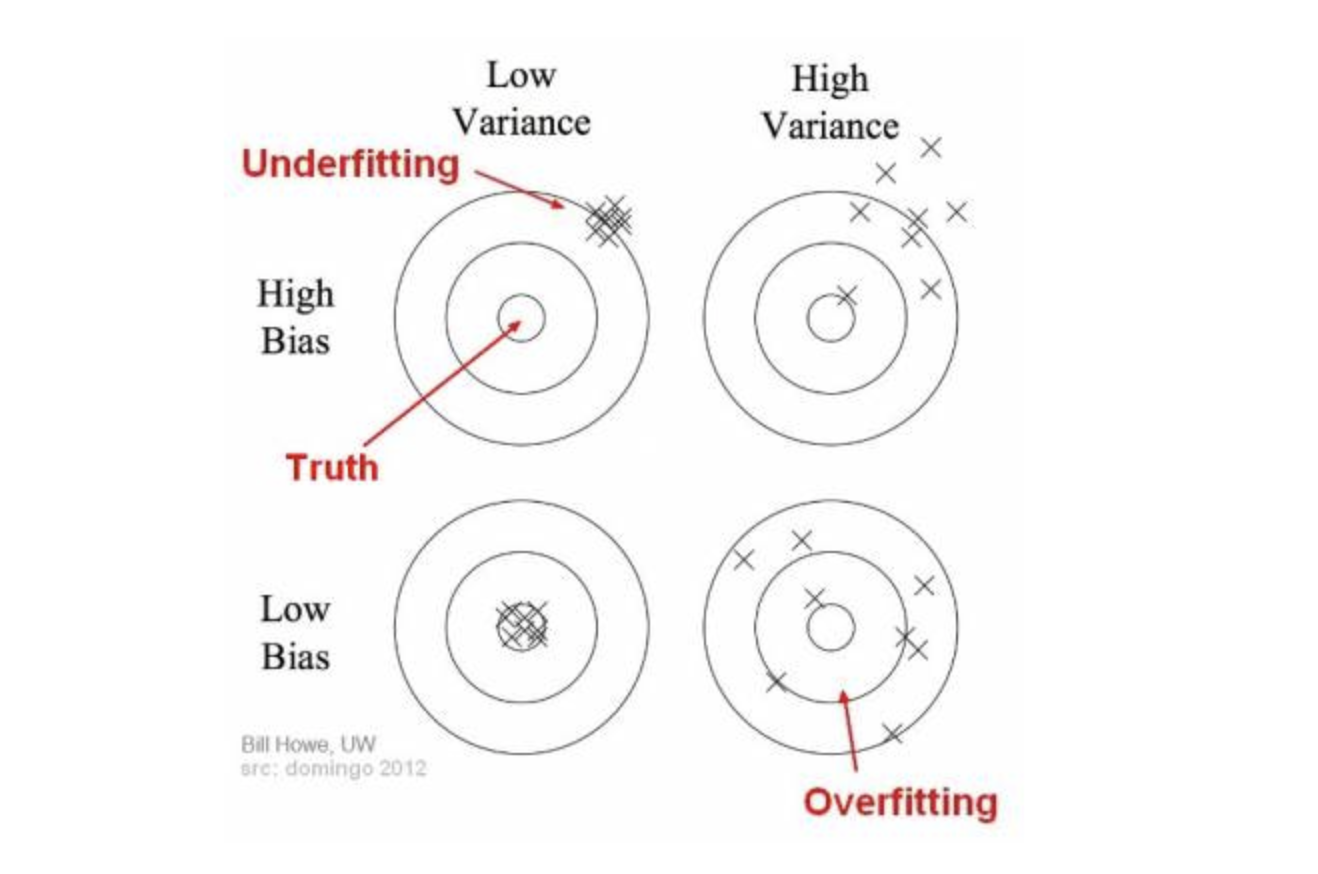 Low
Variance
High
Variance
Underfitting
High
Bias
Truth
Low
Bias
Bill Howe, UW
src: domingo 2012
Overfitting